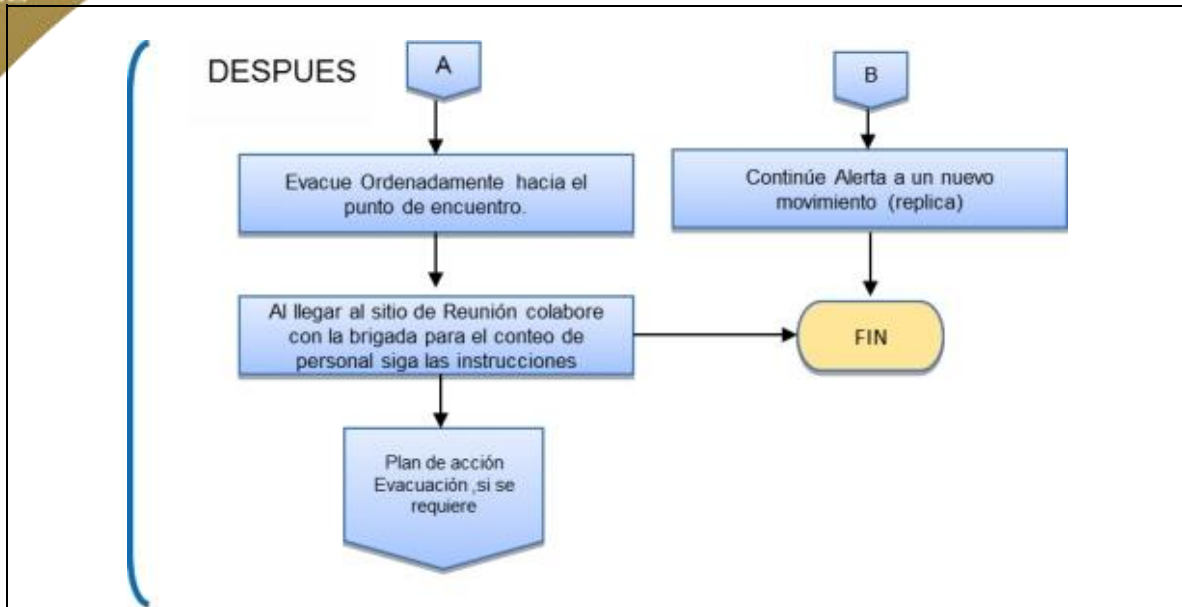 DESPUES
A
B
Evacue Ordenadamente hacia el
punto de encuentro.
Continúe Alerta a un nuevo
movimiento (replica)
Al llegar al sitio de Reunión colabore
con la brigada para el conteo de
personal siga las instrucciones
FIN
Plan de acción
Evacuación ,si se
requiere